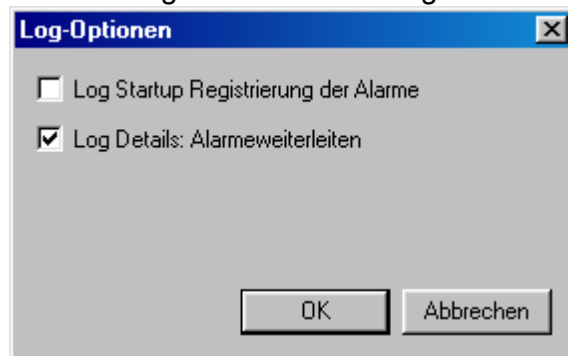 Log-Optionen
Log Startup Registrierung der Alarme
Log Details: Alarmeweiterleiten
OK
Abbrechen